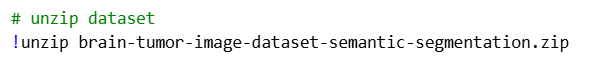 # unzip dataset
!unzip brain-tumor-image-dataset-semantic-segmentation.zip